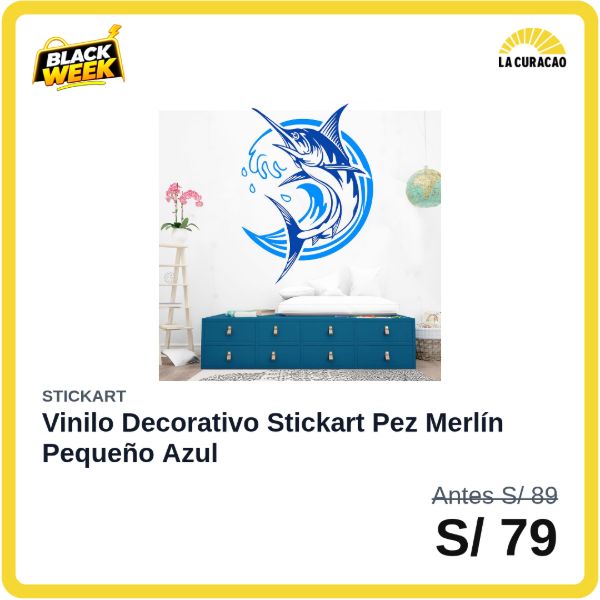 BLACK
WEEK
LA CURACAO
STICKART
Vinilo Decorativo Stickart Pez Merlín
Pequeño Azul
Antes S/ 89
S/ 79